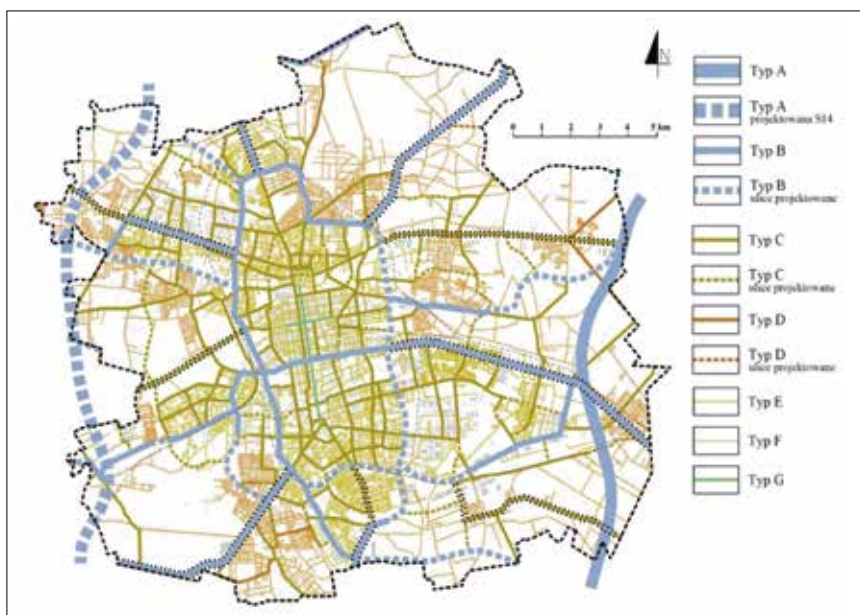 N
0 1 2 3 4 5 km
Typ A
Typ A
projektowana S14
Typ B
Typ B
ulice projektowane
Typ C
Typ C
ulice projektowane
Typ D
Typ D
ulice projektowane
Typ E
Typ F
Typ G